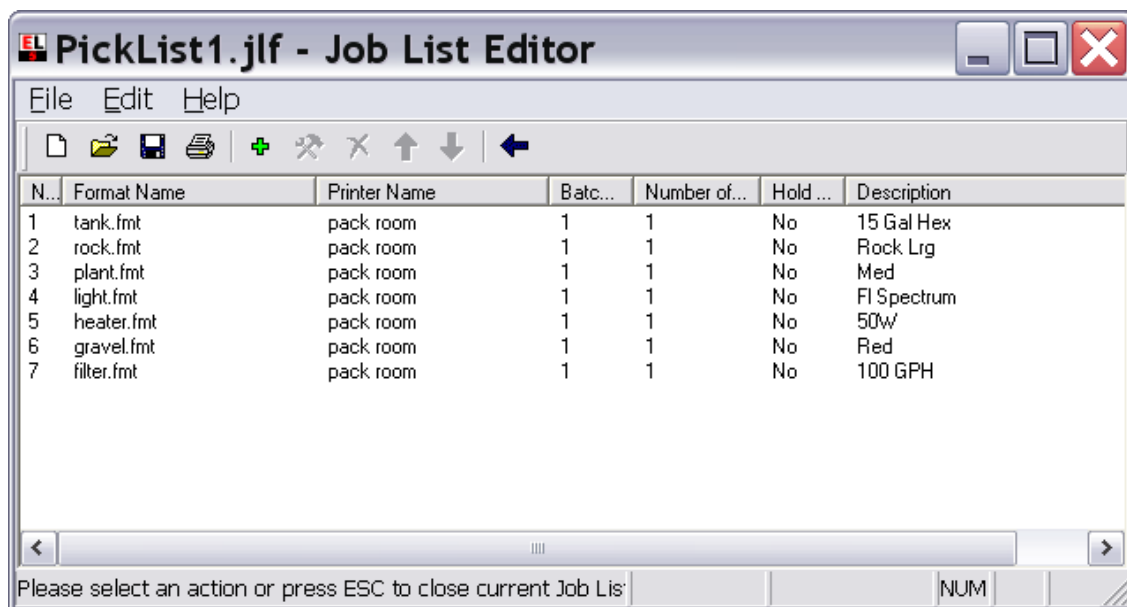 EL PickList1.jlf - Job List Editor
File Edit Help
N... Format Name Printer Name Batc... Number of... Hold ... Description
1 tank.fmt pack room 1 1 No 15 Gal Hex
2 rock.fmt pack room 1 1 No Rock Lrg
3 plant.fmt pack room 1 1 No Med
4 light.fmt pack room 1 1 No Fl Spectrum
5 heater.fmt pack room 1 1 No 50W
6 gravel.fmt pack room 1 1 No Red
7 filter.fmt pack room 1 1 No 100 GPH
Please select an action or press ESC to close current Job Lis NUM